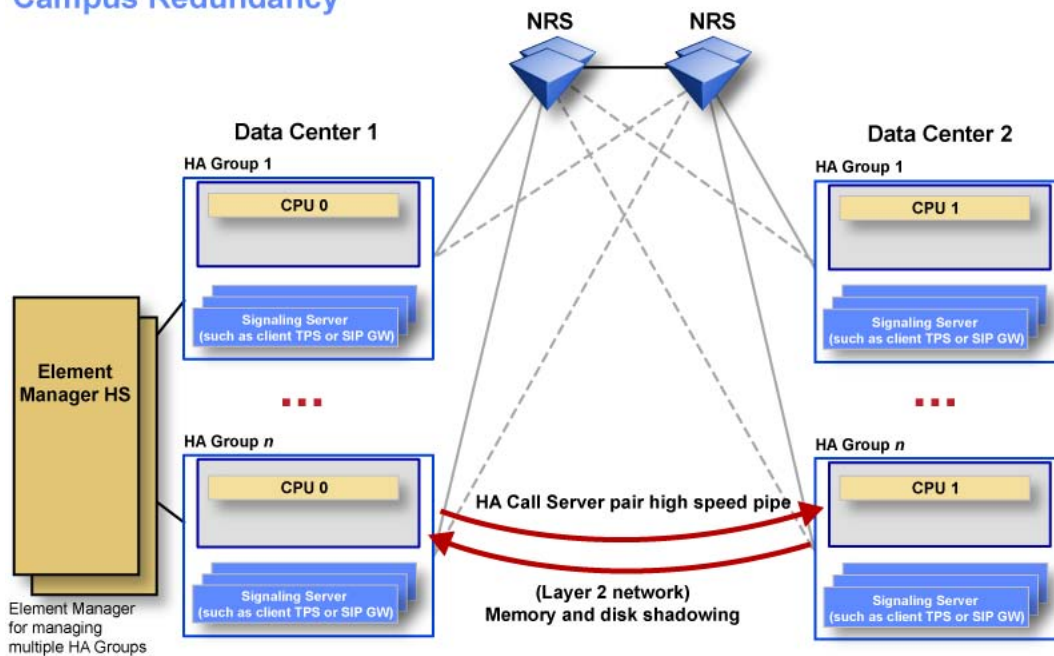 Campus Redundancy
NRS
NRS
Data Center 1
Data Center 2
HA Group 1
CPU 0
Signaling Server
(such as client TPS or SIP GW)
HA Group 1
CPU 1
Signaling Server
(such as client TPS or SIP GW)
Element
Manager HS
...
...
HA Group n
CPU 0
Signaling Server
(such as client TPS or SIP GW)
HA Group n
CPU 1
Signaling Server
(such as client TPS or SIP GW)
HA Call Server pair high speed pipe
(Layer 2 network)
Memory and disk shadowing
Element Manager
for managing
multiple HA Groups